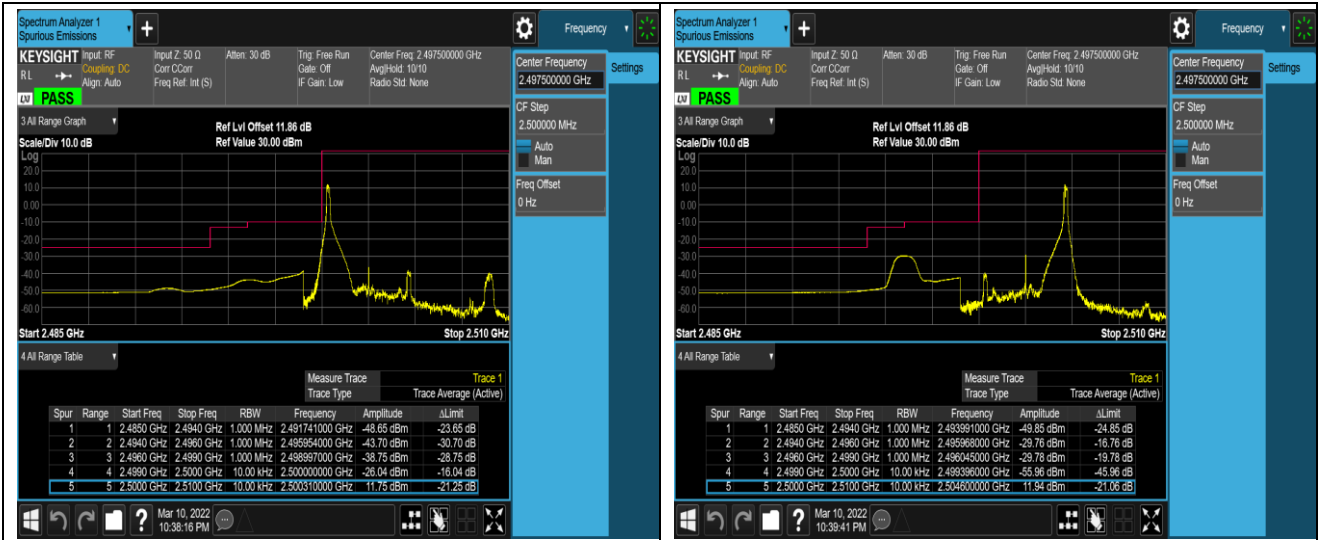 Spectrum Analyzer 1
Spurious Emissions
+
Frequency
KEYSIGHT Input: RF Input Z: 50 Ω Atten: 30 dB Trig: Free Run Center Freq: 2.497500000 GHz
Coupling: DC Corr CCorr Gate: Off Avg|Hold: 10/10
RL Align: Auto Freq Ref: Int (S) IF Gain: Low Radio Std: None
LXI PASS
Center Frequency
2.497500000 GHz
Settings
CF Step
2.500000 MHz
Auto
Man
Freq Offset
0 Hz
3 All Range Graph
Ref Lvl Offset 11.86 dB
Scale/Div 10.0 dB Ref Value 30.00 dBm
Log
20.0
10.0
0.00
-10.0
-20.0
-30.0
-40.0
-50.0
-60.0
Start 2.485 GHz Stop 2.510 GHz
4 All Range Table
Measure Trace Trace 1
Trace Type Trace Average (Active)
Spur Range Start Freq Stop Freq RBW Frequency Amplitude ΔLimit
1 1 2.4850 GHz 2.4940 GHz 1.000 MHz 2.491741000 GHz -48.65 dBm -23.65 dB
2 2 2.4940 GHz 2.4960 GHz 1.000 MHz 2.495954000 GHz -43.70 dBm -30.70 dB
3 3 2.4960 GHz 2.4990 GHz 1.000 MHz 2.498997000 GHz -38.75 dBm -28.75 dB
4 4 2.4990 GHz 2.5000 GHz 10.00 kHz 2.500000000 GHz -26.04 dBm -16.04 dB
5 5 2.5000 GHz 2.5100 GHz 10.00 kHz 2.500310000 GHz 11.75 dBm -21.25 dB
?
Mar 10, 2022
10:38:16 PM
Spectrum Analyzer 1
Spurious Emissions
+
Frequency
KEYSIGHT Input: RF Input Z: 50 Ω Atten: 30 dB Trig: Free Run Center Freq: 2.497500000 GHz
Coupling: DC Corr CCorr Gate: Off Avg|Hold: 10/10
RL Align: Auto Freq Ref: Int (S) IF Gain: Low Radio Std: None
LXI PASS
Center Frequency
2.497500000 GHz
Settings
CF Step
2.500000 MHz
Auto
Man
Freq Offset
0 Hz
3 All Range Graph
Ref Lvl Offset 11.86 dB
Scale/Div 10.0 dB Ref Value 30.00 dBm
Log
20.0
10.0
0.00
-10.0
-20.0
-30.0
-40.0
-50.0
-60.0
Start 2.485 GHz Stop 2.510 GHz
4 All Range Table
Measure Trace Trace 1
Trace Type Trace Average (Active)
Spur Range Start Freq Stop Freq RBW Frequency Amplitude ΔLimit
1 1 2.4850 GHz 2.4940 GHz 1.000 MHz 2.493991000 GHz -49.85 dBm -24.85 dB
2 2 2.4940 GHz 2.4960 GHz 1.000 MHz 2.495968000 GHz -29.76 dBm -16.76 dB
3 3 2.4960 GHz 2.4990 GHz 1.000 MHz 2.496045000 GHz -29.78 dBm -19.78 dB
4 4 2.4990 GHz 2.5000 GHz 10.00 kHz 2.499396000 GHz -55.96 dBm -45.96 dB
5 5 2.5000 GHz 2.5100 GHz 10.00 kHz 2.504600000 GHz 11.94 dBm -21.06 dB
?
Mar 10, 2022
10:39:41 PM